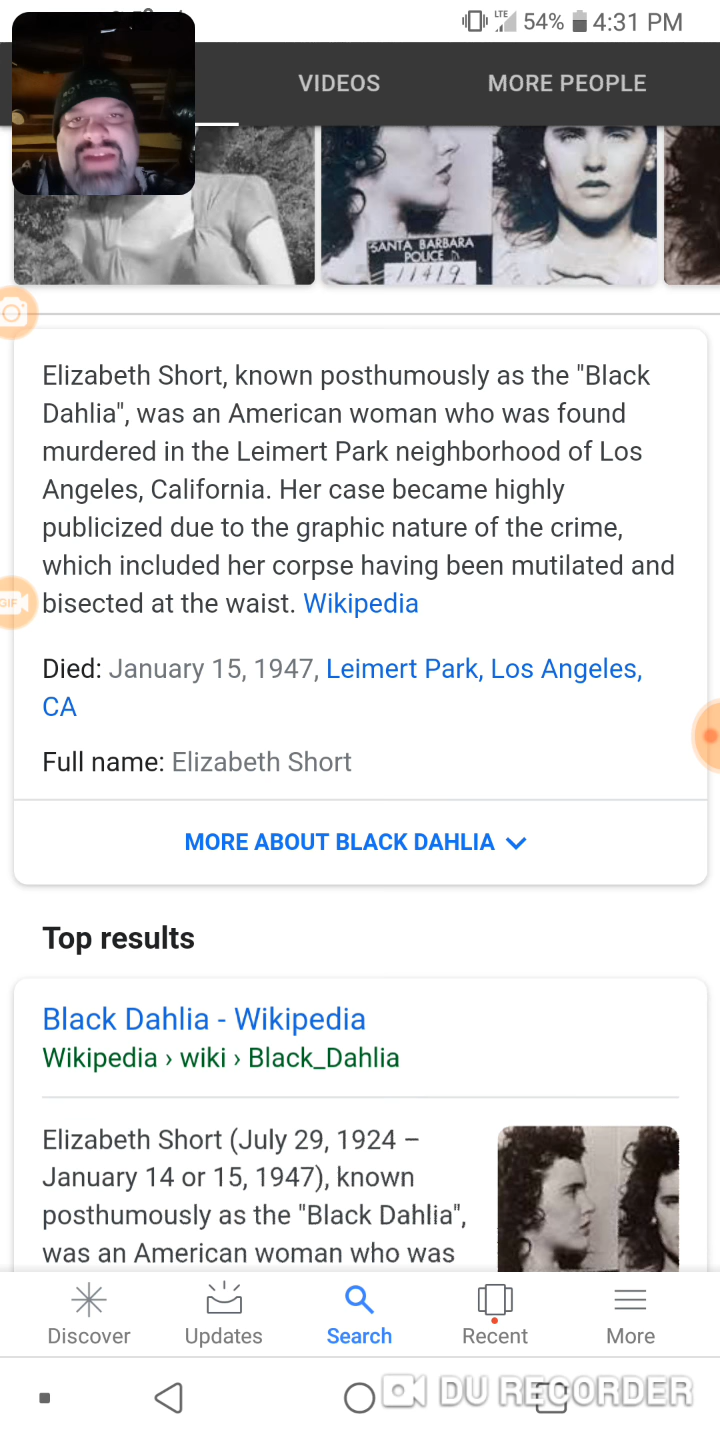 LTE 54% 4:31 PM
VIDEOS MORE PEOPLE
SANTA BARBARA
POLICE D.
11419
Elizabeth Short, known posthumously as the "Black
Dahlia", was an American woman who was found
murdered in the Leimert Park neighborhood of Los
Angeles, California. Her case became highly
publicized due to the graphic nature of the crime,
which included her corpse having been mutilated and
GIF
bisected at the waist. Wikipedia
Died: January 15, 1947, Leimert Park, Los Angeles,
CA
Full name: Elizabeth Short
MORE ABOUT BLACK DAHLIA
Top results
Black Dahlia - Wikipedia
Wikipedia › wiki › Black_Dahlia
Elizabeth Short (July 29, 1924 –
January 14 or 15, 1947), known
posthumously as the "Black Dahlia",
was an American woman who was
Discover Updates Search Recent More
DU RECORDER